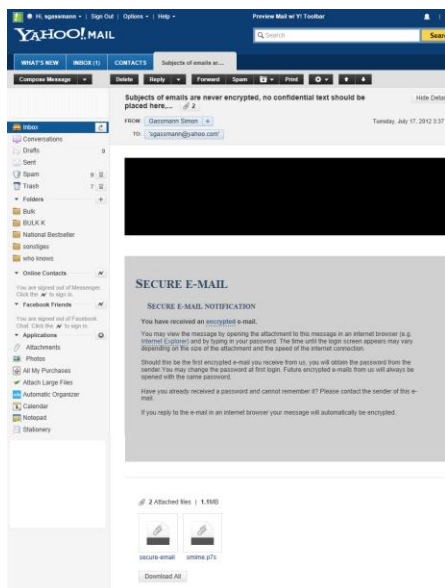 Hi, sgassmann
Sign Out
Options
Help
Preview Mail w/ Y! Toolbar
YAHOO! MAIL
Search
Sear
WHAT'S NEW
INBOX (1)
CONTACTS
Subjects of emails ar...
Compose Message
Delete
Reply
Forward
Spam
Print
Subjects of emails are never encrypted, no confidential text should be
placed here,... 2
Hide Detai
FROM: Gassmann Simon +
Tuesday, July 17, 2012 3:37
TO: 'sgassmann@yahoo.com'
Inbox
Conversations
Drafts 9
Sent
Spam 9
Trash 7
Folders +
Bulk
BULK K
National Bestseller
sonstiges
who knows
Online Contacts
You are signed out of Messenger.
Click the to sign in.
Facebook Friends
You are signed out of Facebook
Chat. Click the to sign in.
Applications
Attachments
Photos
All My Purchases
Attach Large Files
Automatic Organizer
Calendar
Notepad
Stationery
SECURE E-MAIL
SECURE E-MAIL NOTIFICATION
You have received an encrypted e-mail.
You may view the message by opening the attachment to this message in an internet browser (e.g.
Internet Explorer) and by typing in your password. The time until the login screen appears may vary
depending on the size of the attachment and the speed of the internet connection.
Should this be the first encrypted e-mail you receive from us, you will obtain the password from the
sender. You may change the password at first login. Future encrypted e-mails from us will always be
opened with the same password.
Have you already received a password and cannot remember it? Please contact the sender of this e-
mail.
If you reply to the e-mail in an internet browser your message will automatically be encrypted.
2 Attached files | 1.1MB
secure-email
smime.p7s
Download All